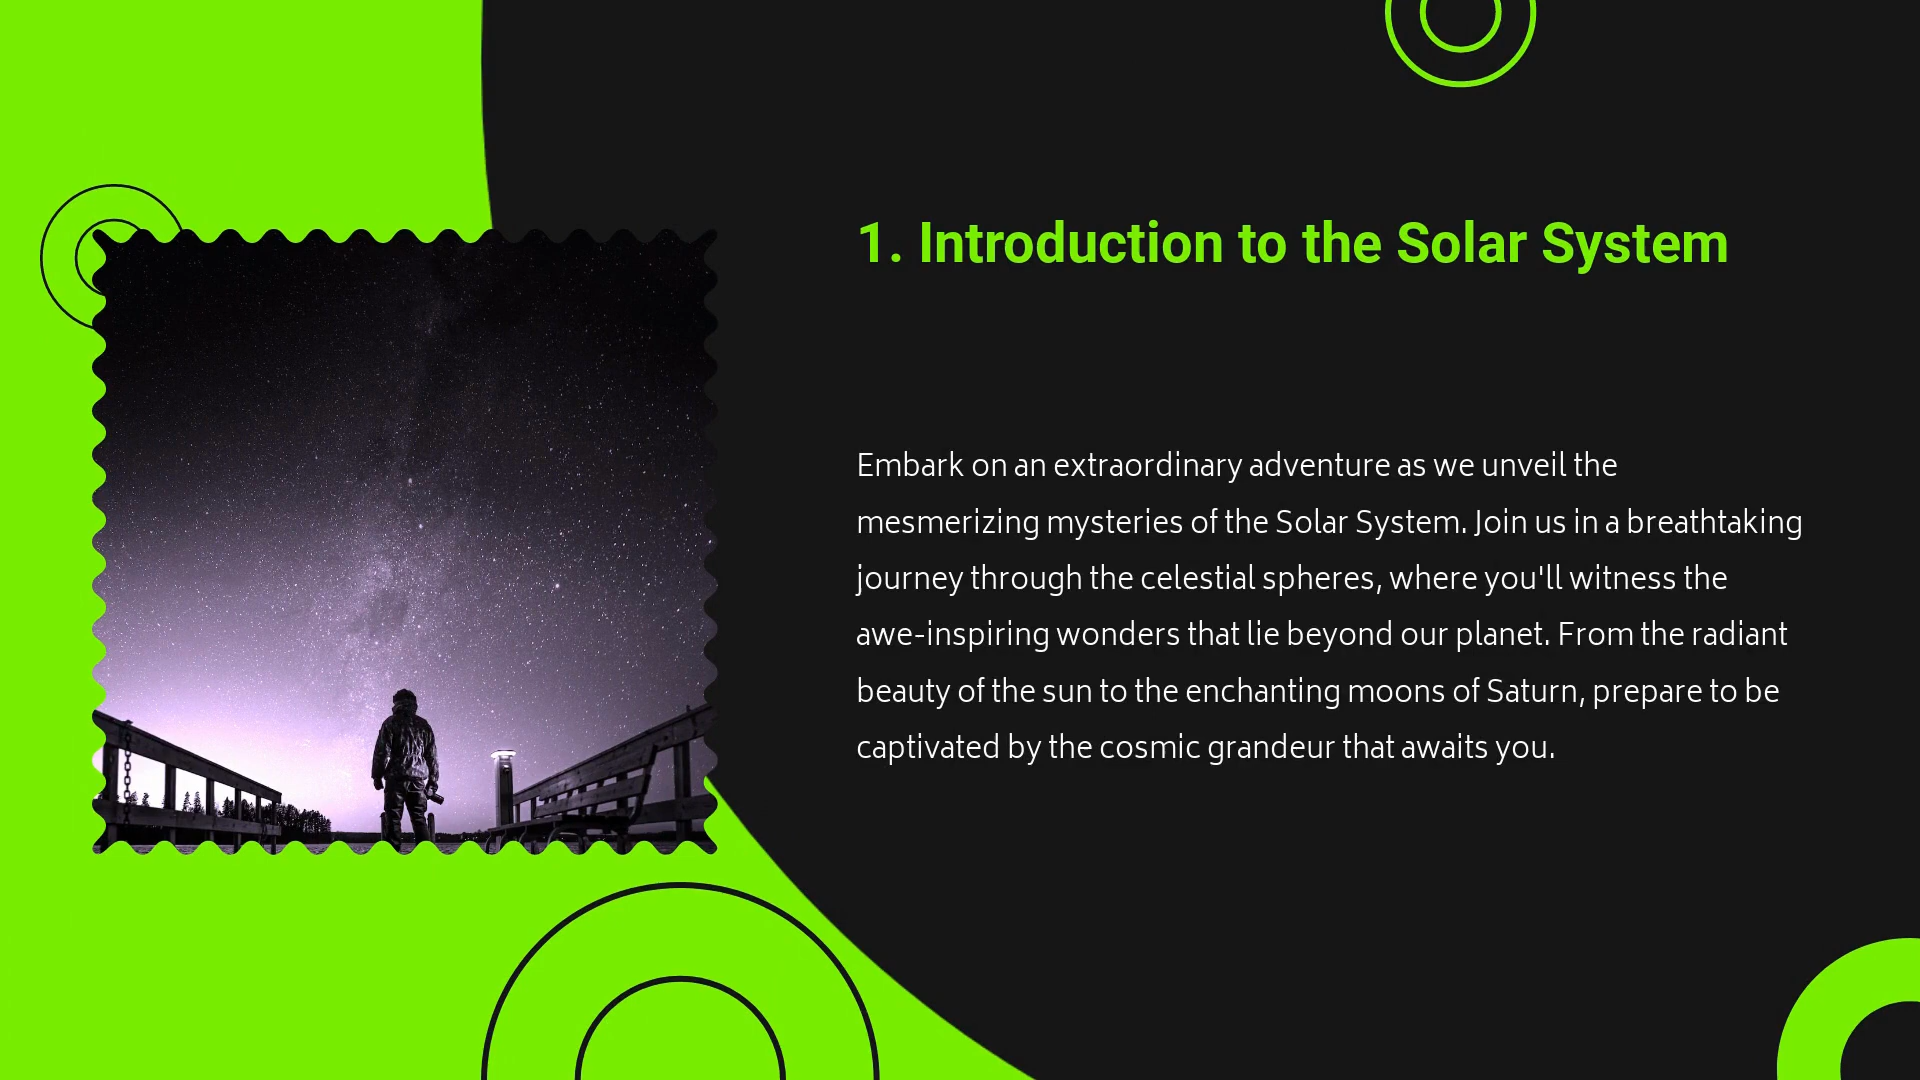 1. Introduction to the Solar System
Embark on an extraordinary adventure as we unveil the
mesmerizing mysteries of the Solar System. Join us in a breathtaking
journey through the celestial spheres, where you'll witness the
awe-inspiring wonders that lie beyond our planet. From the radiant
beauty of the sun to the enchanting moons of Saturn, prepare to be
captivated by the cosmic grandeur that awaits you.